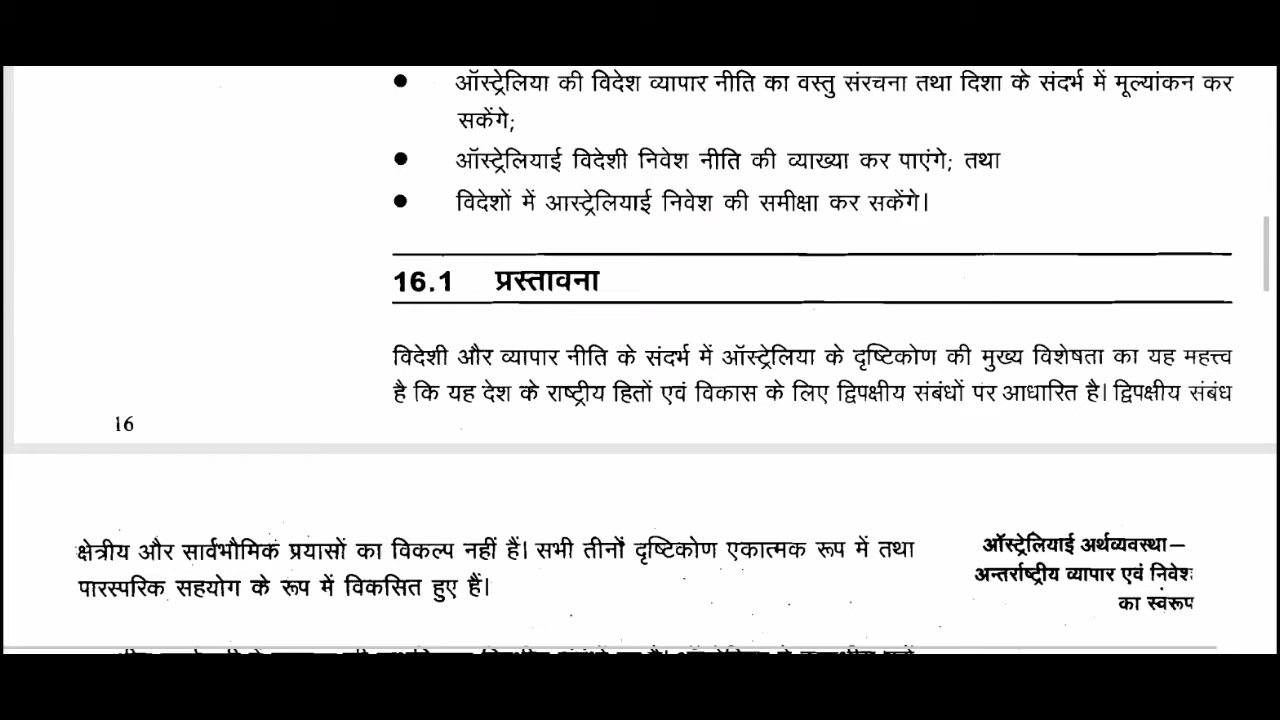 ● ऑस्ट्रेलिया की विदेश व्यापार नीति का वस्तु संरचना तथा दिशा के संदर्भ में मूल्यांकन कर
सकेंगे;
● ऑस्ट्रेलियाई विदेशी निवेश नीति की व्याख्या कर पाएंगे; तथा
● विदेशों में आस्ट्रेलियाई निवेश की समीक्षा कर सकेंगे।
16.1 प्रस्तावना
विदेशी और व्यापार नीति के संदर्भ में ऑस्ट्रेलिया के दृष्टिकोण की मुख्य विशेषता का यह महत्त्व
है कि यह देश के राष्ट्रीय हितों एवं विकास के लिए द्विपक्षीय संबंधों पर आधारित है। द्विपक्षीय संबंध
16
क्षेत्रीय और सार्वभौमिक प्रयासों का विकल्प नहीं हैं। सभी तीनों दृष्टिकोण एकात्मक रूप में तथा
पारस्परिक सहयोग के रूप में विकसित हुए हैं।
ऑस्ट्रेलियाई अर्थव्यवस्था—
अन्तर्राष्ट्रीय व्यापार एवं निवेश
का स्वरूप